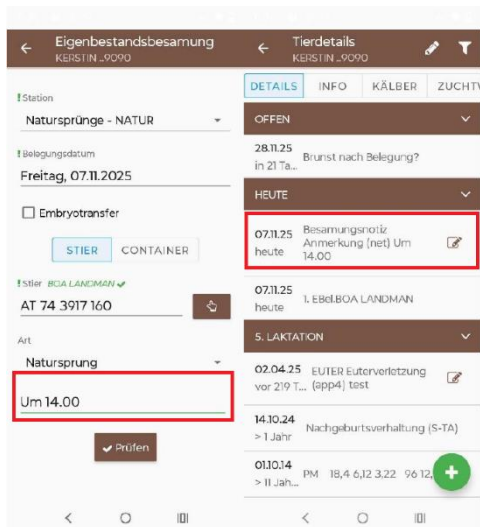 Eigenbestandsbesamung
KERSTIN ..9090
! Station
Natursprünge - NATUR
! Belegungsdatum
Freitag, 07.11.2025
Embryotransfer
STIER CONTAINER
! Stier BOA LANDMAN
AT 74 3917 160
Art
Natursprung
Um 14.00
Prüfen
Tierdetails
KERSTIN ..9090
DETAILS INFO KÄLBER ZUCHTV
OFFEN
28.11.25
in 21 Ta...
Brunst nach Belegung?
HEUTE
07.11.25
heute
Besamungsnotiz
Anmerkung (net) Um
14.00
07.11.25
heute
1. EBel.BOA LANDMAN
5. LAKTATION
02.04.25
vor 219 T...
EUTER Euterverletzung
(app4) test
14.10.24
> 1 Jahr
Nachgeburtsverhaltung (S-TA)
01.10.14
> 11 Jah...
PM 18,4 6,12 3,22 96 12,